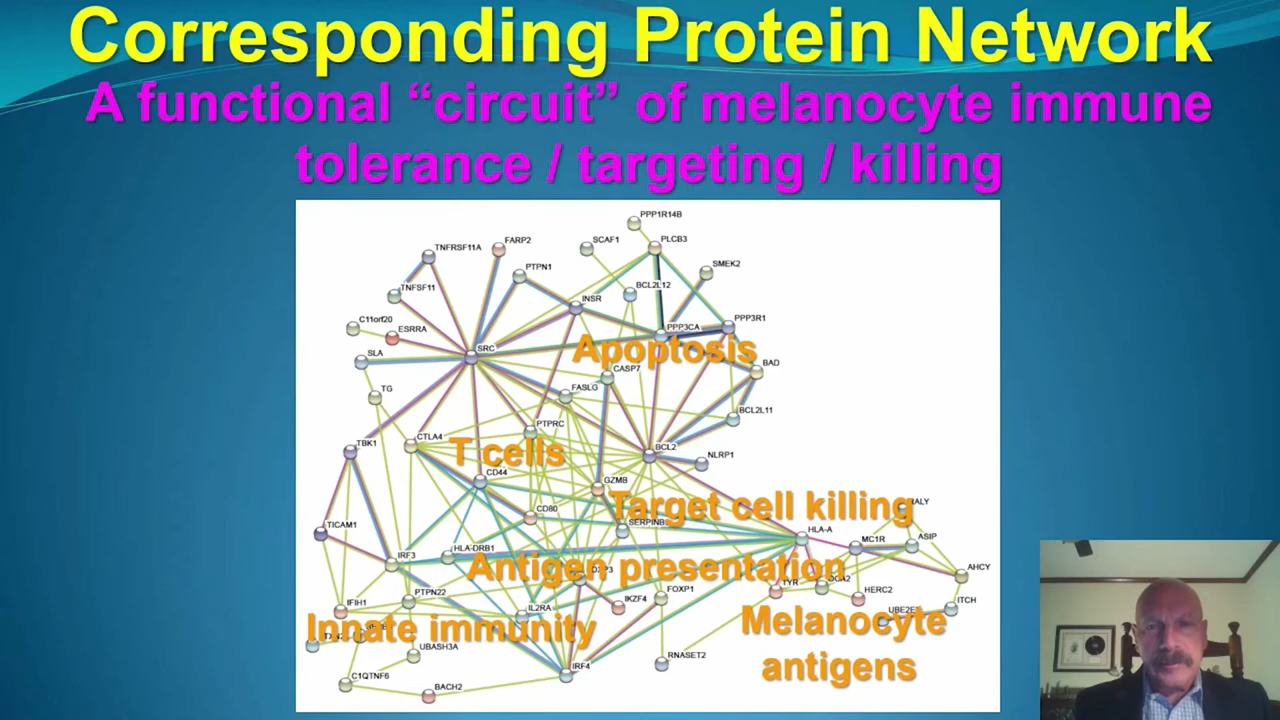 Corresponding Protein Network
A functional “circuit” of melanocyte immune
tolerance / targeting / killing
PPP1R14B
TNFRSF11A
FARP2
SCAF1
PLCB3
PTPN1
SMEK2
TNFSF11
BCL2L12
INSR
C11orf20
ESRRA
PPP3CA
PPP3R1
SLA
SRC
Apoptosis
BAD
CASP7
TG
FASLG
BCL2L11
PTPRC
TBK1
CTLA4
T cells
BCL2
NLRP1
CD44
GZMB
CD80
Target cell killing
TICAM1
HLA-A
MC1R
ASIP
IRF3
HLA-DRB1
Antigen presentation
AHCY
TYR
HERC2
PTPN22
IKZF4
FOXP1
IFIH1
IL2RA
ITCH
Innate immunity
Melanocyte
antigens
UBASH3A
RNASET2
IRF4
C1QTNF6
BACH2